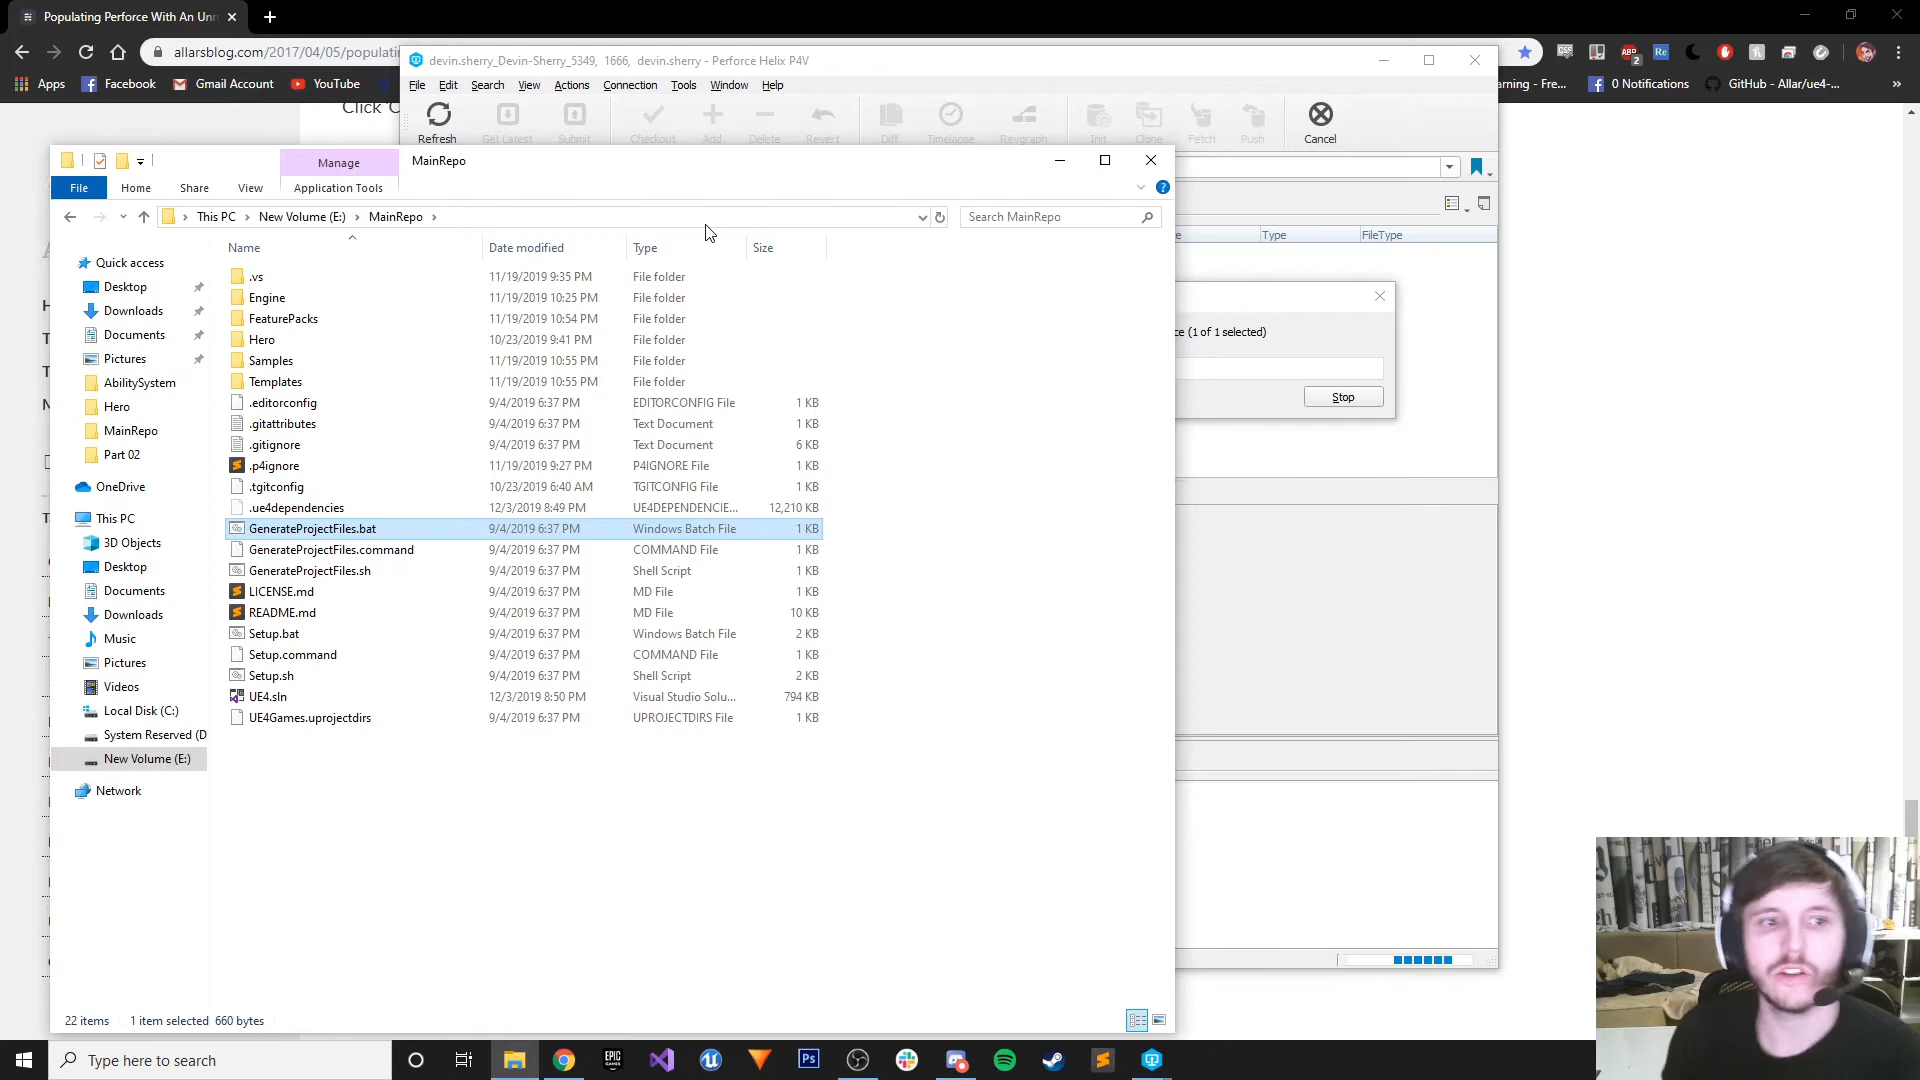 Populating Perforce With An Unr
allarsblog.com/2017/04/05/populati
Apps Facebook Gmail Account YouTube
arning - Fre... 0 Notifications GitHub - Allar/ue4-...
Click 'C
devin.sherry_Devin-Sherry_5349, 1666, devin.sherry - Perforce Helix P4V
File Edit Search View Actions Connection Tools Window Help
Refresh Get Latest Submit Checkout Add Delete Revert Diff Timelapse Revgraph Init Clone Fetch Push Cancel
Type FileType
ce (1 of 1 selected)
Stop
Manage MainRepo
File Home Share View Application Tools
This PC New Volume (E:) MainRepo
Search MainRepo
Name Date modified Type Size
.vs 11/19/2019 9:35 PM File folder
Engine 11/19/2019 10:25 PM File folder
FeaturePacks 11/19/2019 10:54 PM File folder
Hero 10/23/2019 9:41 PM File folder
Samples 11/19/2019 10:55 PM File folder
Templates 11/19/2019 10:55 PM File folder
.editorconfig 9/4/2019 6:37 PM EDITORCONFIG File 1 KB
.gitattributes 9/4/2019 6:37 PM Text Document 1 KB
.gitignore 9/4/2019 6:37 PM Text Document 6 KB
.p4ignore 11/19/2019 9:27 PM P4IGNORE File 1 KB
.tgitconfig 10/23/2019 6:40 AM TGITCONFIG File 1 KB
.ue4dependencies 12/3/2019 8:49 PM UE4DEPENDENCIE... 12,210 KB
GenerateProjectFiles.bat 9/4/2019 6:37 PM Windows Batch File 1 KB
GenerateProjectFiles.command 9/4/2019 6:37 PM COMMAND File 1 KB
GenerateProjectFiles.sh 9/4/2019 6:37 PM Shell Script 1 KB
LICENSE.md 9/4/2019 6:37 PM MD File 1 KB
README.md 9/4/2019 6:37 PM MD File 10 KB
Setup.bat 9/4/2019 6:37 PM Windows Batch File 2 KB
Setup.command 9/4/2019 6:37 PM COMMAND File 1 KB
Setup.sh 9/4/2019 6:37 PM Shell Script 2 KB
UE4.sln 12/3/2019 8:50 PM Visual Studio Solu... 794 KB
UE4Games.uprojectdirs 9/4/2019 6:37 PM UPROJECTDIRS File 1 KB
Quick access
Desktop
Downloads
Documents
Pictures
AbilitySystem
Hero
MainRepo
Part 02
OneDrive
This PC
3D Objects
Desktop
Documents
Downloads
Music
Pictures
Videos
Local Disk (C:)
System Reserved (D
New Volume (E:)
Network
22 items 1 item selected 660 bytes
Type here to search